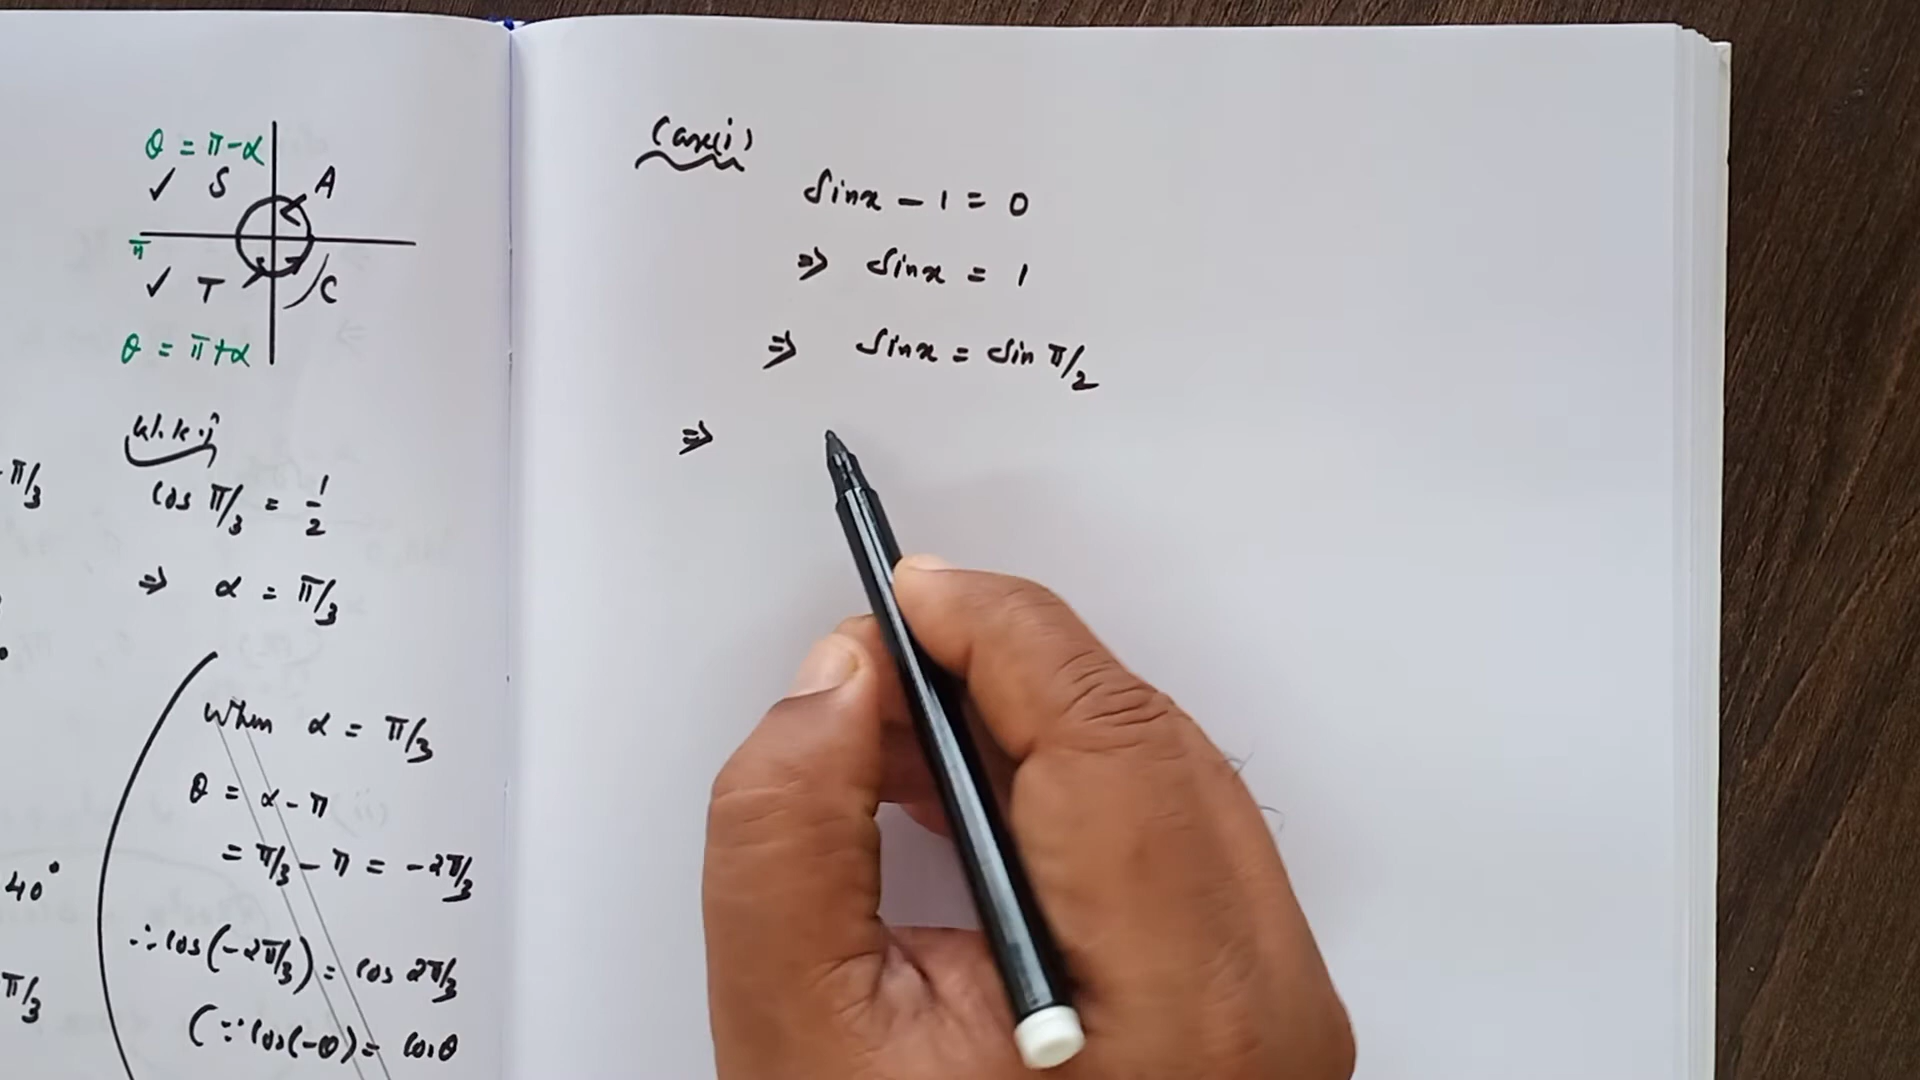 θ = π-α
✓ S A
π
✓ T C
θ = π+α
π/3
cos π/3 = 1/2
⇒ α = π/3
When α = π/3
θ = α - π
= π/3 - π = -2π/3
40°
∴ cos(-2π/3) = cos 2π/3
π/3
(∵ cos(-θ) = cosθ
Case(i)
Sinx - 1 = 0
⇒ Sinx = 1
⇒ Sinx = Sin π/2
⇒